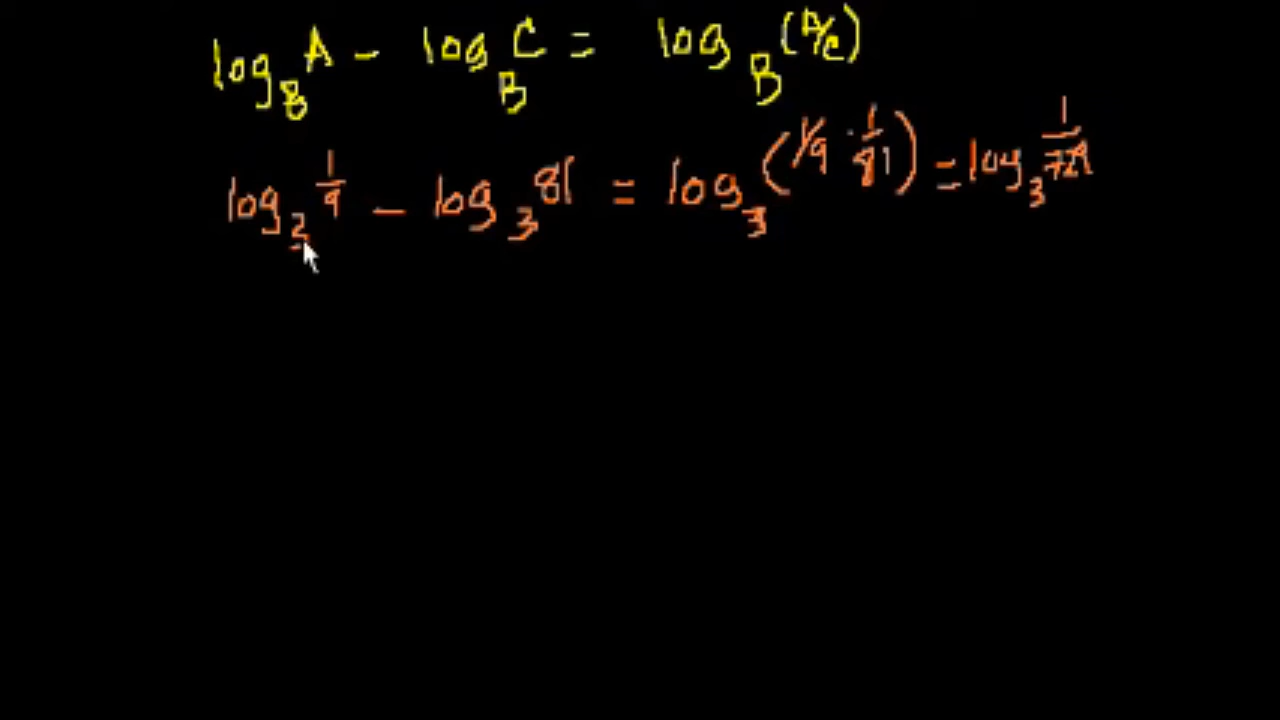 log_B A - log_B C = log_B (A/C)
log_2 1/9 - log_3 81 = log_3 (1/9 · 1/81) = log_3 1/729